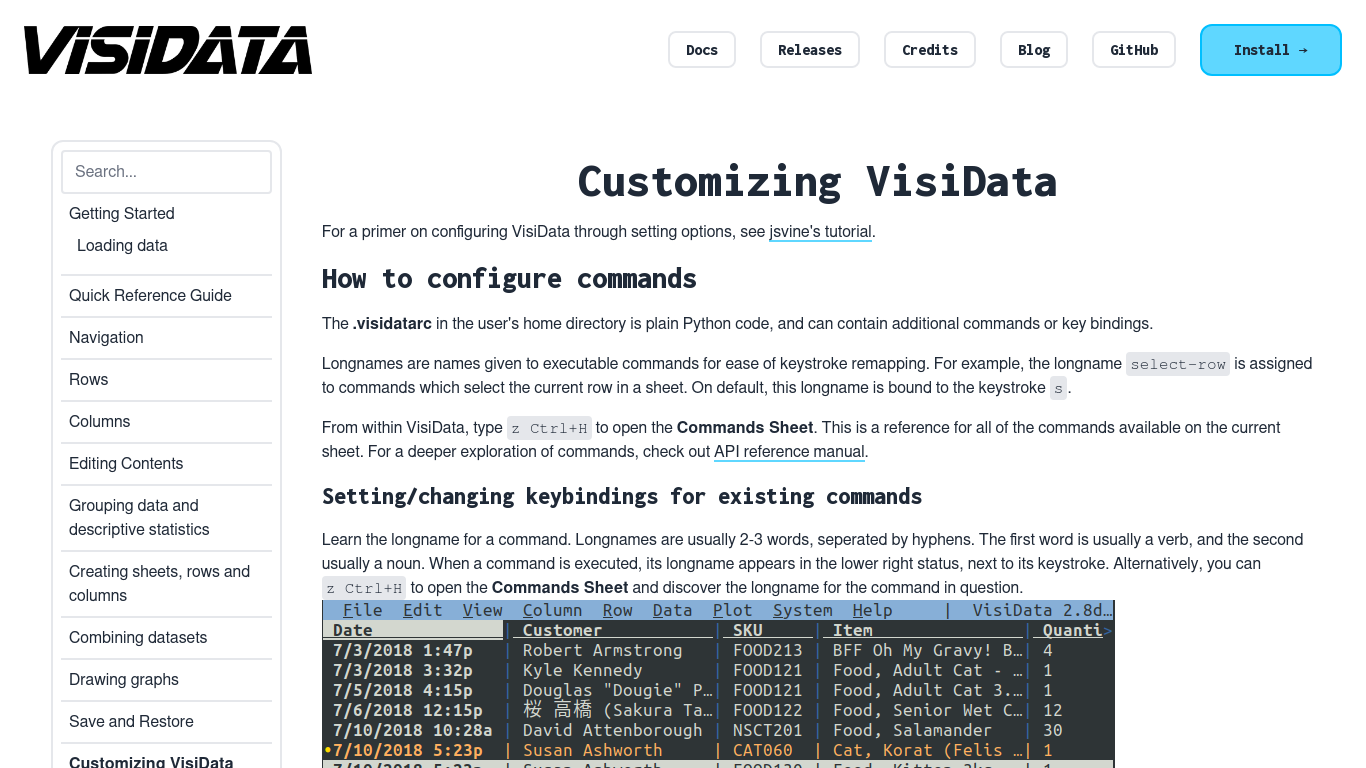 VISIDATA
Docs
Releases
Credits
Blog
GitHub
Install →
Search...
Getting Started
Loading data
Quick Reference Guide
Navigation
Rows
Columns
Editing Contents
Grouping data and
descriptive statistics
Creating sheets, rows and
columns
Combining datasets
Drawing graphs
Save and Restore
Customizing VisiData
Customizing VisiData
For a primer on configuring VisiData through setting options, see jsvine's tutorial.
How to configure commands
The .visidatarc in the user's home directory is plain Python code, and can contain additional commands or key bindings.
Longnames are names given to executable commands for ease of keystroke remapping. For example, the longname select-row is assigned
to commands which select the current row in a sheet. On default, this longname is bound to the keystroke s.
From within VisiData, type z Ctrl+H to open the Commands Sheet. This is a reference for all of the commands available on the current
sheet. For a deeper exploration of commands, check out API reference manual.
Setting/changing keybindings for existing commands
Learn the longname for a command. Longnames are usually 2-3 words, seperated by hyphens. The first word is usually a verb, and the second
usually a noun. When a command is executed, its longname appears in the lower right status, next to its keystroke. Alternatively, you can
z Ctrl+H to open the Commands Sheet and discover the longname for the command in question.
File Edit View Column Row Data Plot System Help | VisiData 2.8d…
Date | Customer | SKU | Item | Quanti>
7/3/2018 1:47p | Robert Armstrong | FOOD213 | BFF Oh My Gravy! B…| 4
7/3/2018 3:32p | Kyle Kennedy | FOOD121 | Food, Adult Cat - …| 1
7/5/2018 4:15p | Douglas "Dougie" P…| FOOD121 | Food, Adult Cat 3.…| 1
7/6/2018 12:15p | 桜 高橋 (Sakura Ta…| FOOD122 | Food, Senior Wet C…| 12
7/10/2018 10:28a | David Attenborough | NSCT201 | Food, Salamander | 30
•7/10/2018 5:23p | Susan Ashworth | CAT060 | Cat, Korat (Felis …| 1